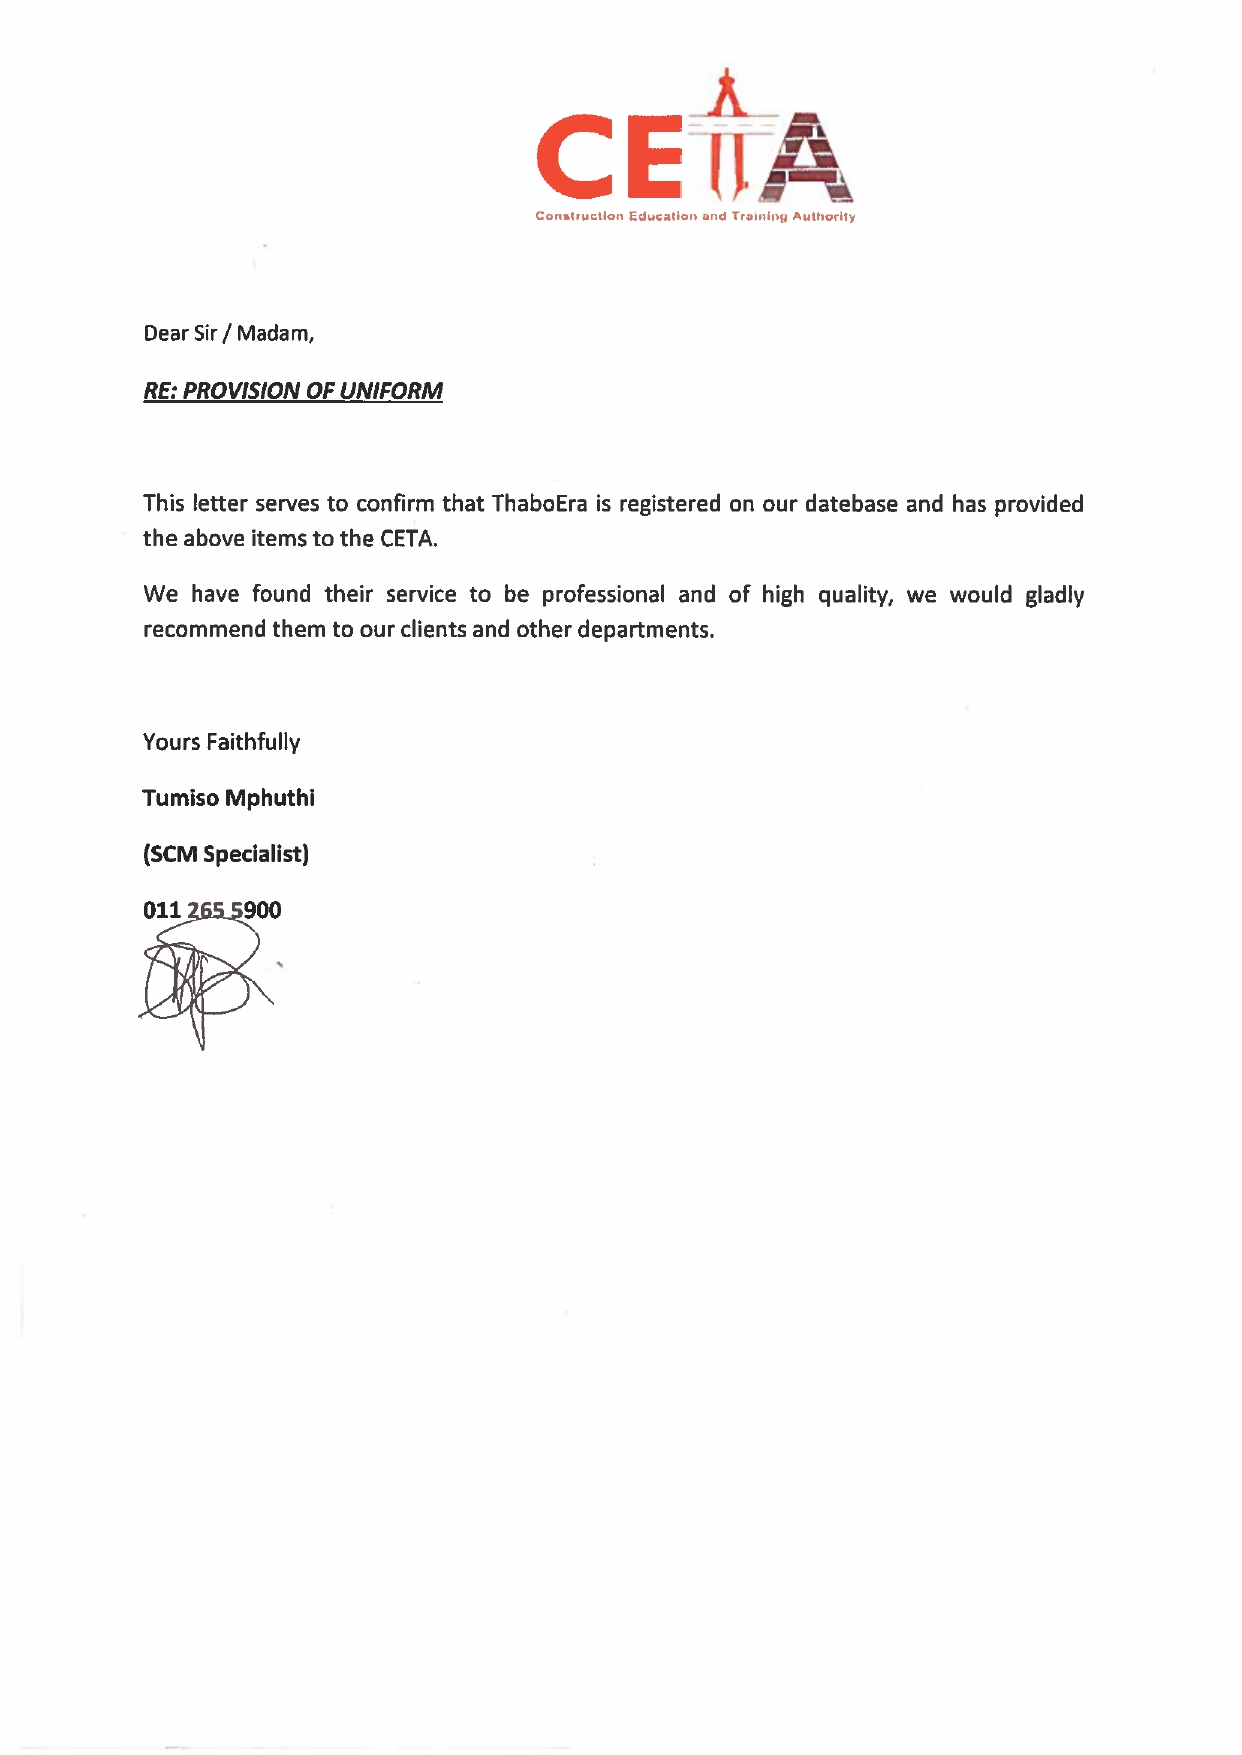 CETA
Construction Education and Training Authority
Dear Sir / Madam,
RE: PROVISION OF UNIFORM
This letter serves to confirm that ThaboEra is registered on our datebase and has provided
the above items to the CETA.
We have found their service to be professional and of high quality, we would gladly
recommend them to our clients and other departments.
Yours Faithfully
Tumiso Mphuthi
(SCM Specialist)
011 265 5900